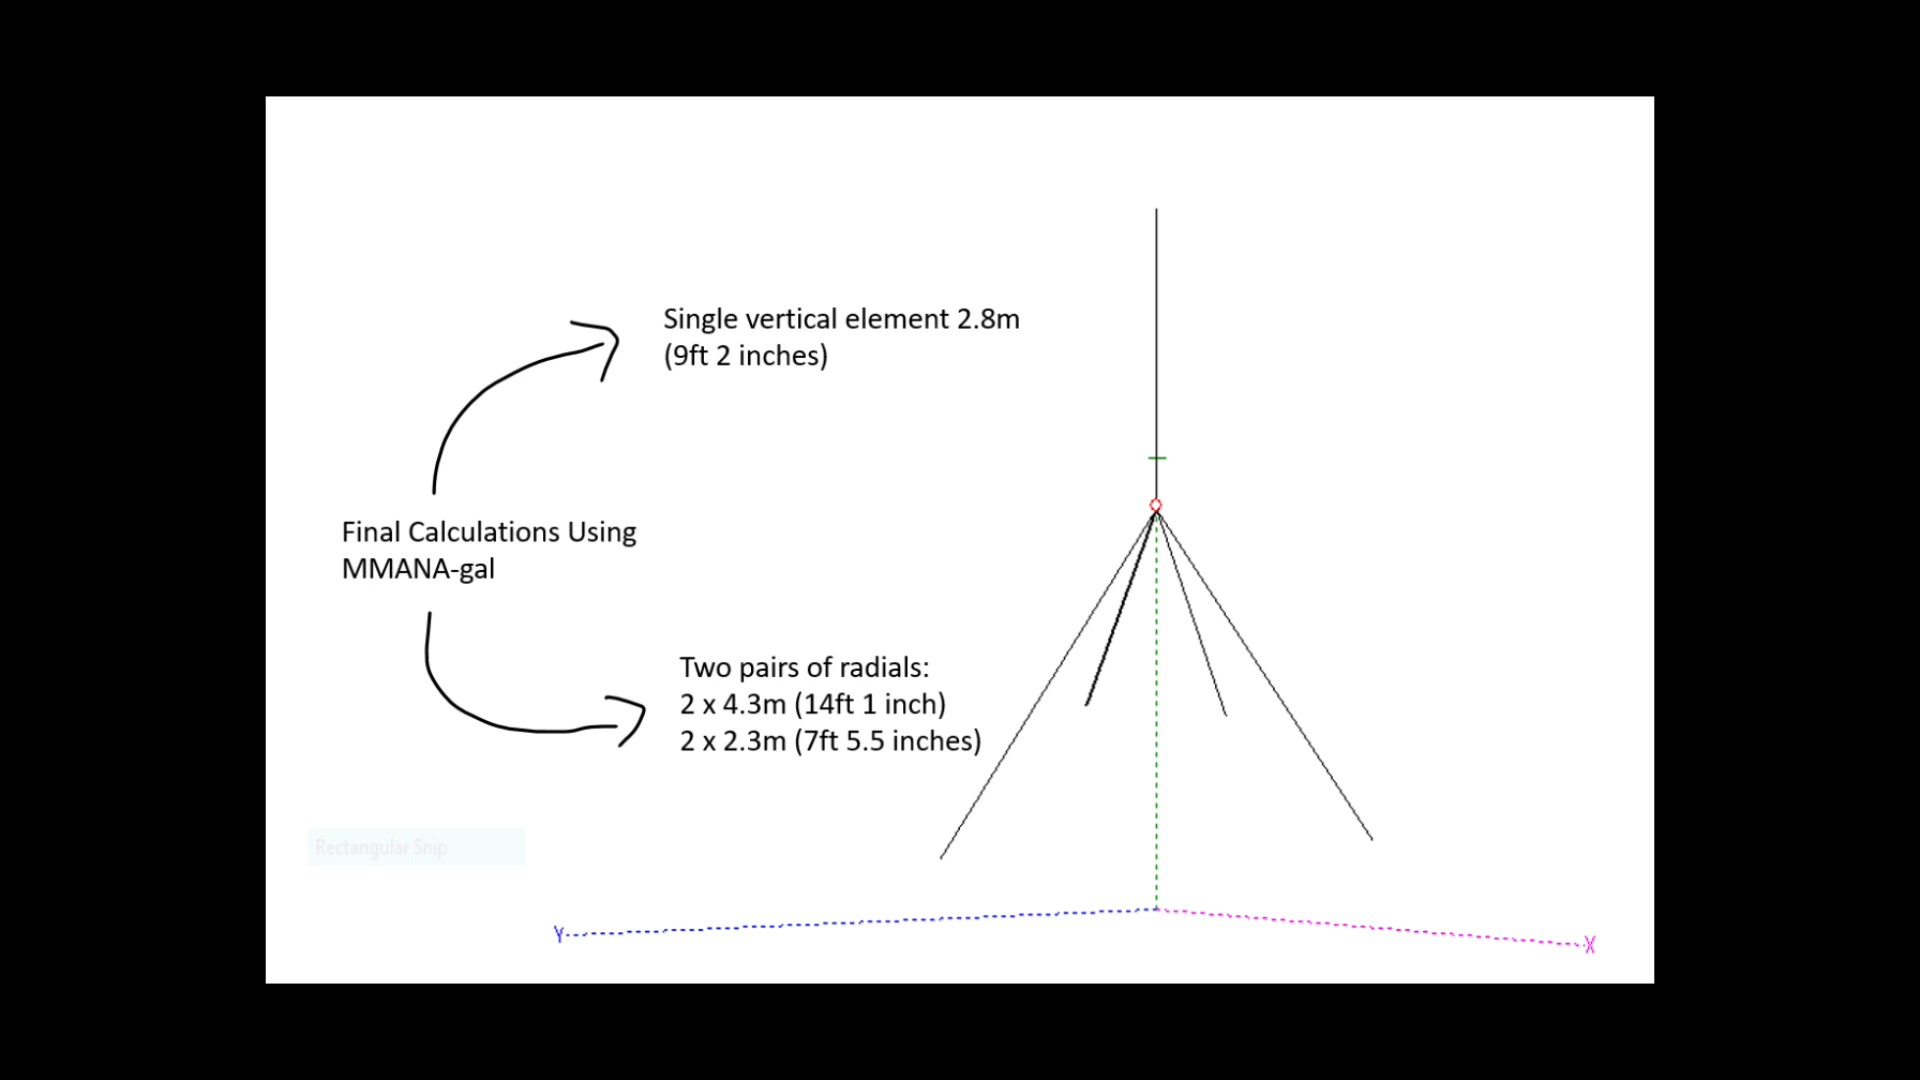 Single vertical element 2.8m
(9ft 2 inches)
Final Calculations Using
MMANA-gal
Two pairs of radials:
2 x 4.3m (14ft 1 inch)
2 x 2.3m (7ft 5.5 inches)
Rectangular Snip
Y
X